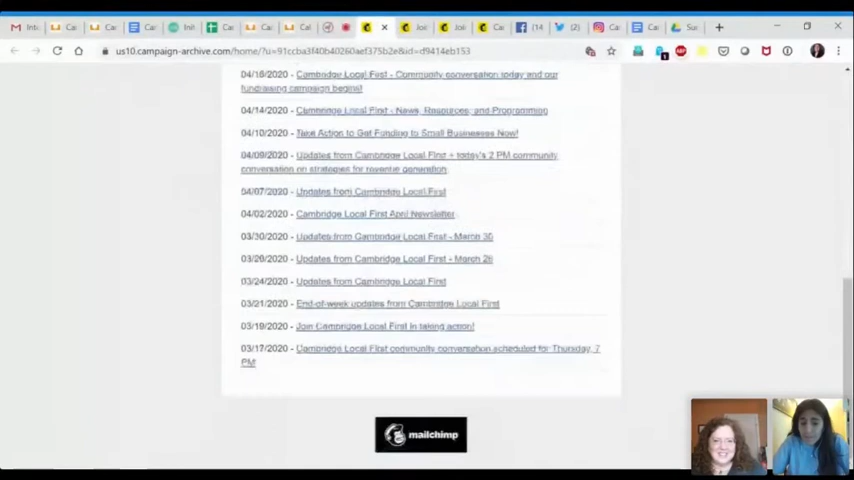 us10.campaign-archive.com/home/?u=91ccba3f40b40260aef375b2e&id=d9414eb153
04/16/2020 - Cambridge Local First - Community conversation today and our
fundraising campaign begins!
04/14/2020 - Cambridge Local First - News, Resources, and Programming
04/10/2020 - Take Action to Get Funding to Small Businesses Now!
04/09/2020 - Updates from Cambridge Local First + today's 2 PM community
conversation on strategies for revenue generation
04/07/2020 - Updates from Cambridge Local First
04/02/2020 - Cambridge Local First April Newsletter
03/30/2020 - Updates from Cambridge Local First - March 30
- Updates from Cambridge Local First - March
03/24/2020 - Updates from Cambridge Local First
03/21/2020 - End-of-week updates from Cambridge Local First
03/19/2020 - Join Cambridge Local First in taking action!
03/17/2020 - Cambridge Local First community conversation scheduled for Thursday, 7
PM!
mailchimp